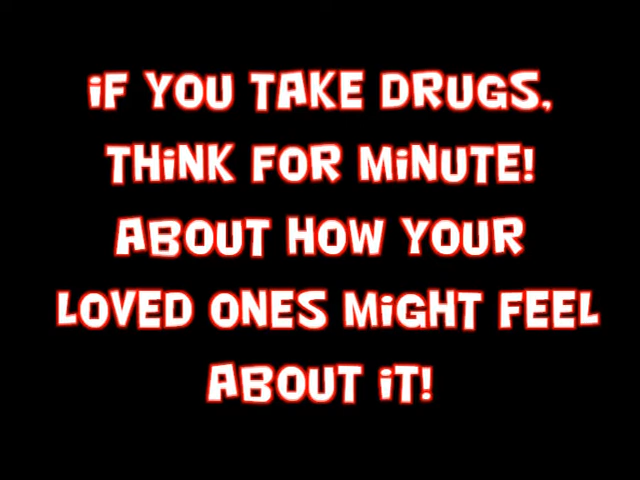 iF YOU TAKE DRUGS,
THiNK FOR MiNUTE!
ABOUT HOW YOUR
LOVED ONES MiGHT FEEL
ABOUT iT!